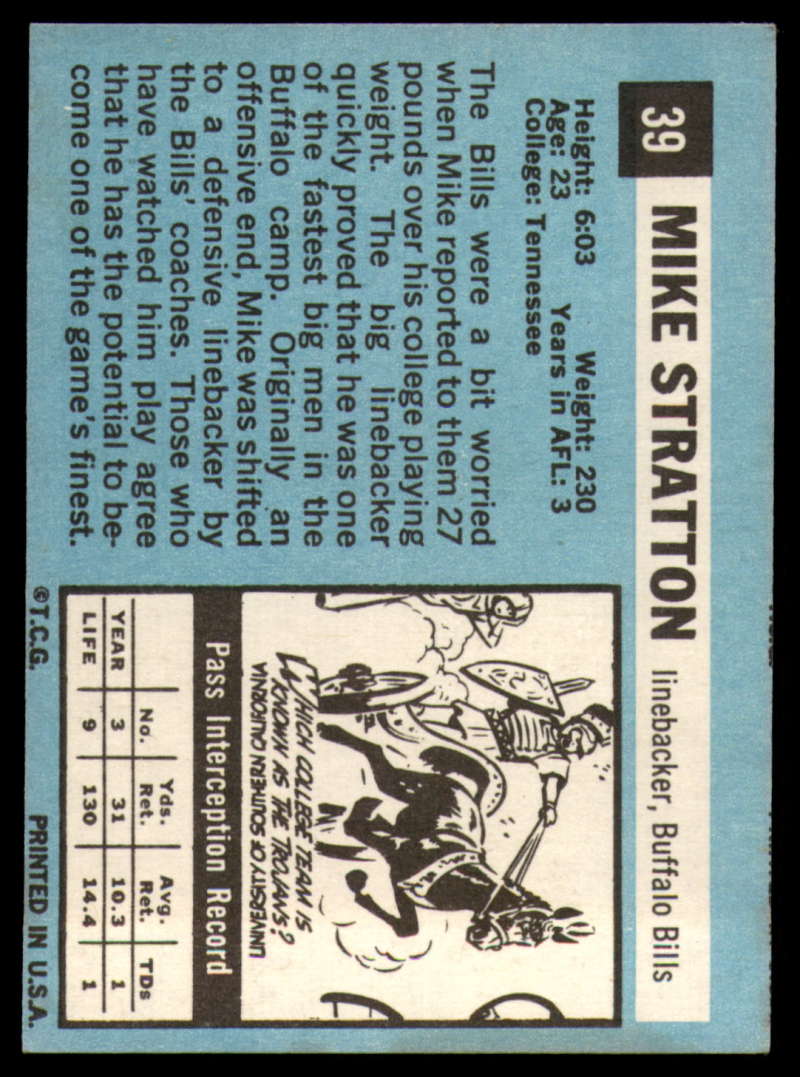 39
MIKE STRATTON linebacker, Buffalo Bills
Height: 6:03 Weight: 230
Age: 23 Years in AFL: 3
College: Tennessee
The Bills were a bit worried
when Mike reported to them 27
pounds over his college playing
weight. The big linebacker
quickly proved that he was one
of the fastest big men in the
Buffalo camp. Originally an
offensive end, Mike was shifted
to a defensive linebacker by
the Bills' coaches. Those who
have watched him play agree
that he has the potential to be-
come one of the game's finest.
WHICH COLLEGE TEAM IS
KNOWN AS THE TROJANS?
UNIVERSITY OF SOUTHERN CALIFORNIA
Pass Interception Record
No. Yds. Ret. Avg. Ret. TDs
YEAR 3 31 10.3 1
LIFE 9 130 14.4 1
©T.C.G. PRINTED IN U.S.A.